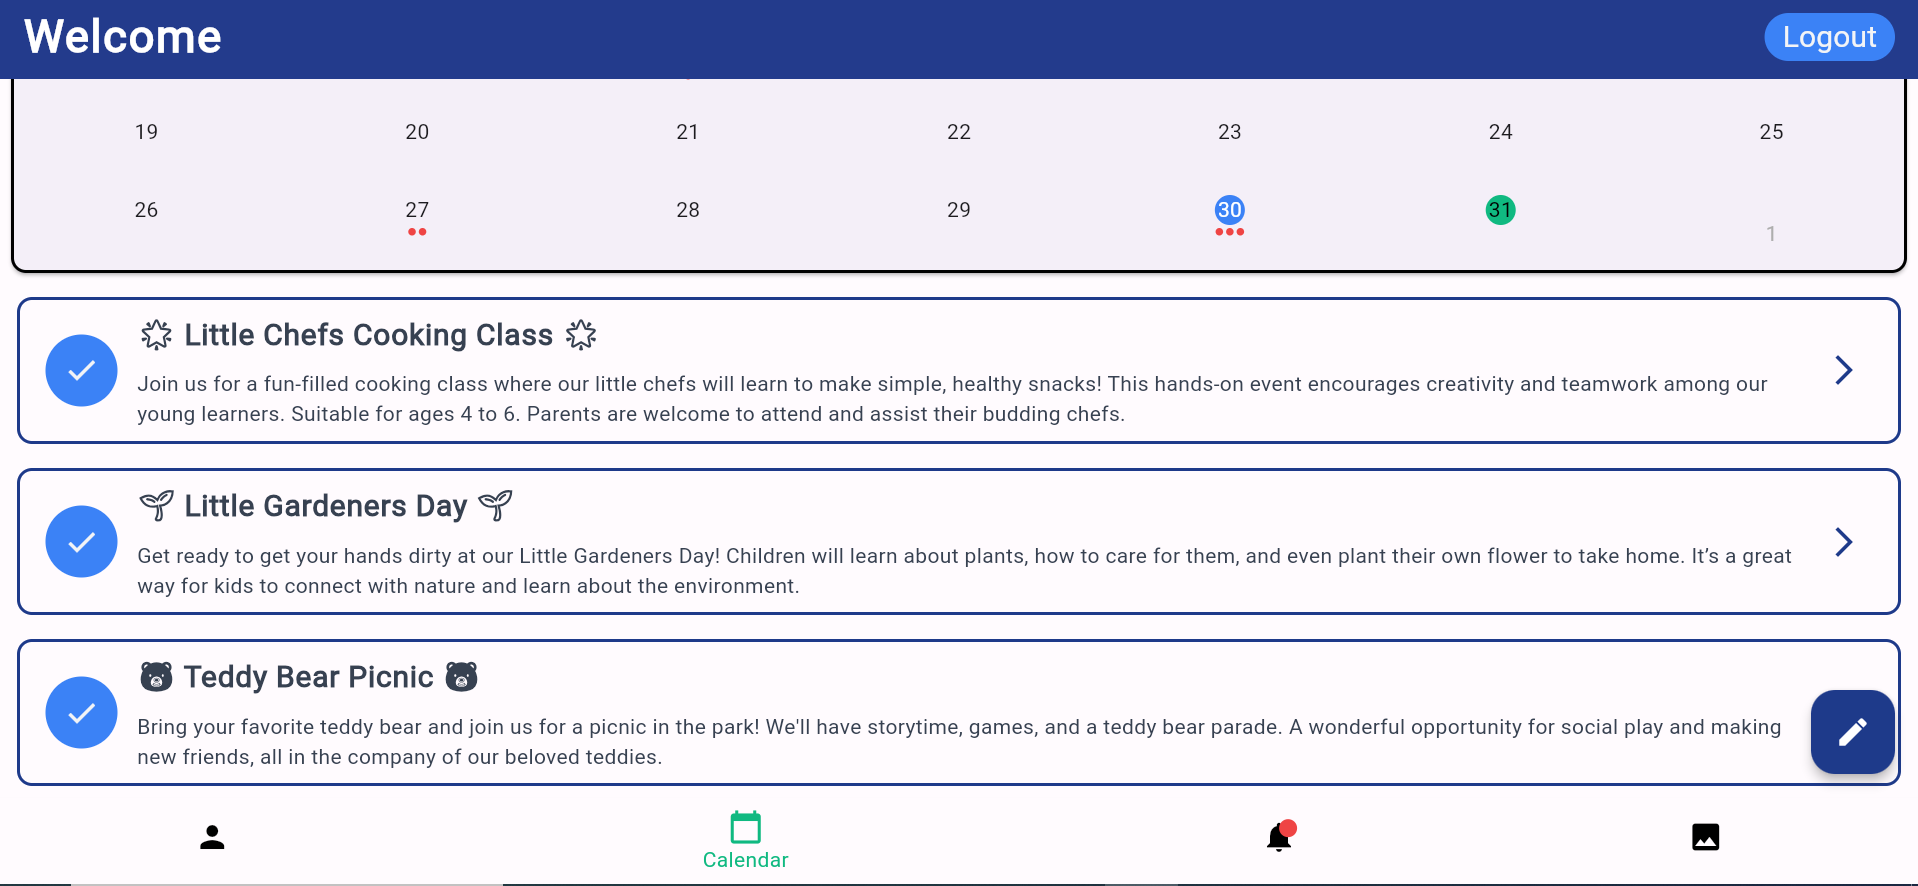 Welcome
Logout
19 20 21 22 23 24 25
26 27 28 29 30 31 1
🌟 Little Chefs Cooking Class 🌟
Join us for a fun-filled cooking class where our little chefs will learn to make simple, healthy snacks! This hands-on event encourages creativity and teamwork among our
young learners. Suitable for ages 4 to 6. Parents are welcome to attend and assist their budding chefs.
🌱 Little Gardeners Day 🌱
Get ready to get your hands dirty at our Little Gardeners Day! Children will learn about plants, how to care for them, and even plant their own flower to take home. It’s a great
way for kids to connect with nature and learn about the environment.
🐻 Teddy Bear Picnic 🐻
Bring your favorite teddy bear and join us for a picnic in the park! We'll have storytime, games, and a teddy bear parade. A wonderful opportunity for social play and making
new friends, all in the company of our beloved teddies.
Calendar